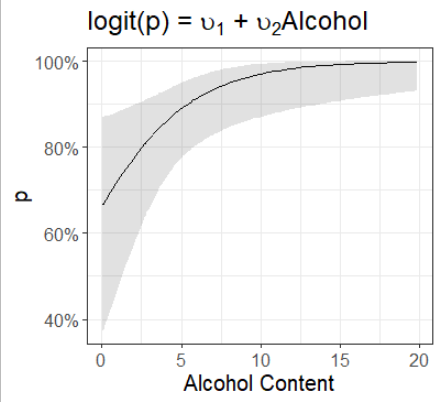 logit(p) = υ₁ + υ₂Alcohol
100%
80%
60%
40%
p
0 5 10 15 20
Alcohol Content